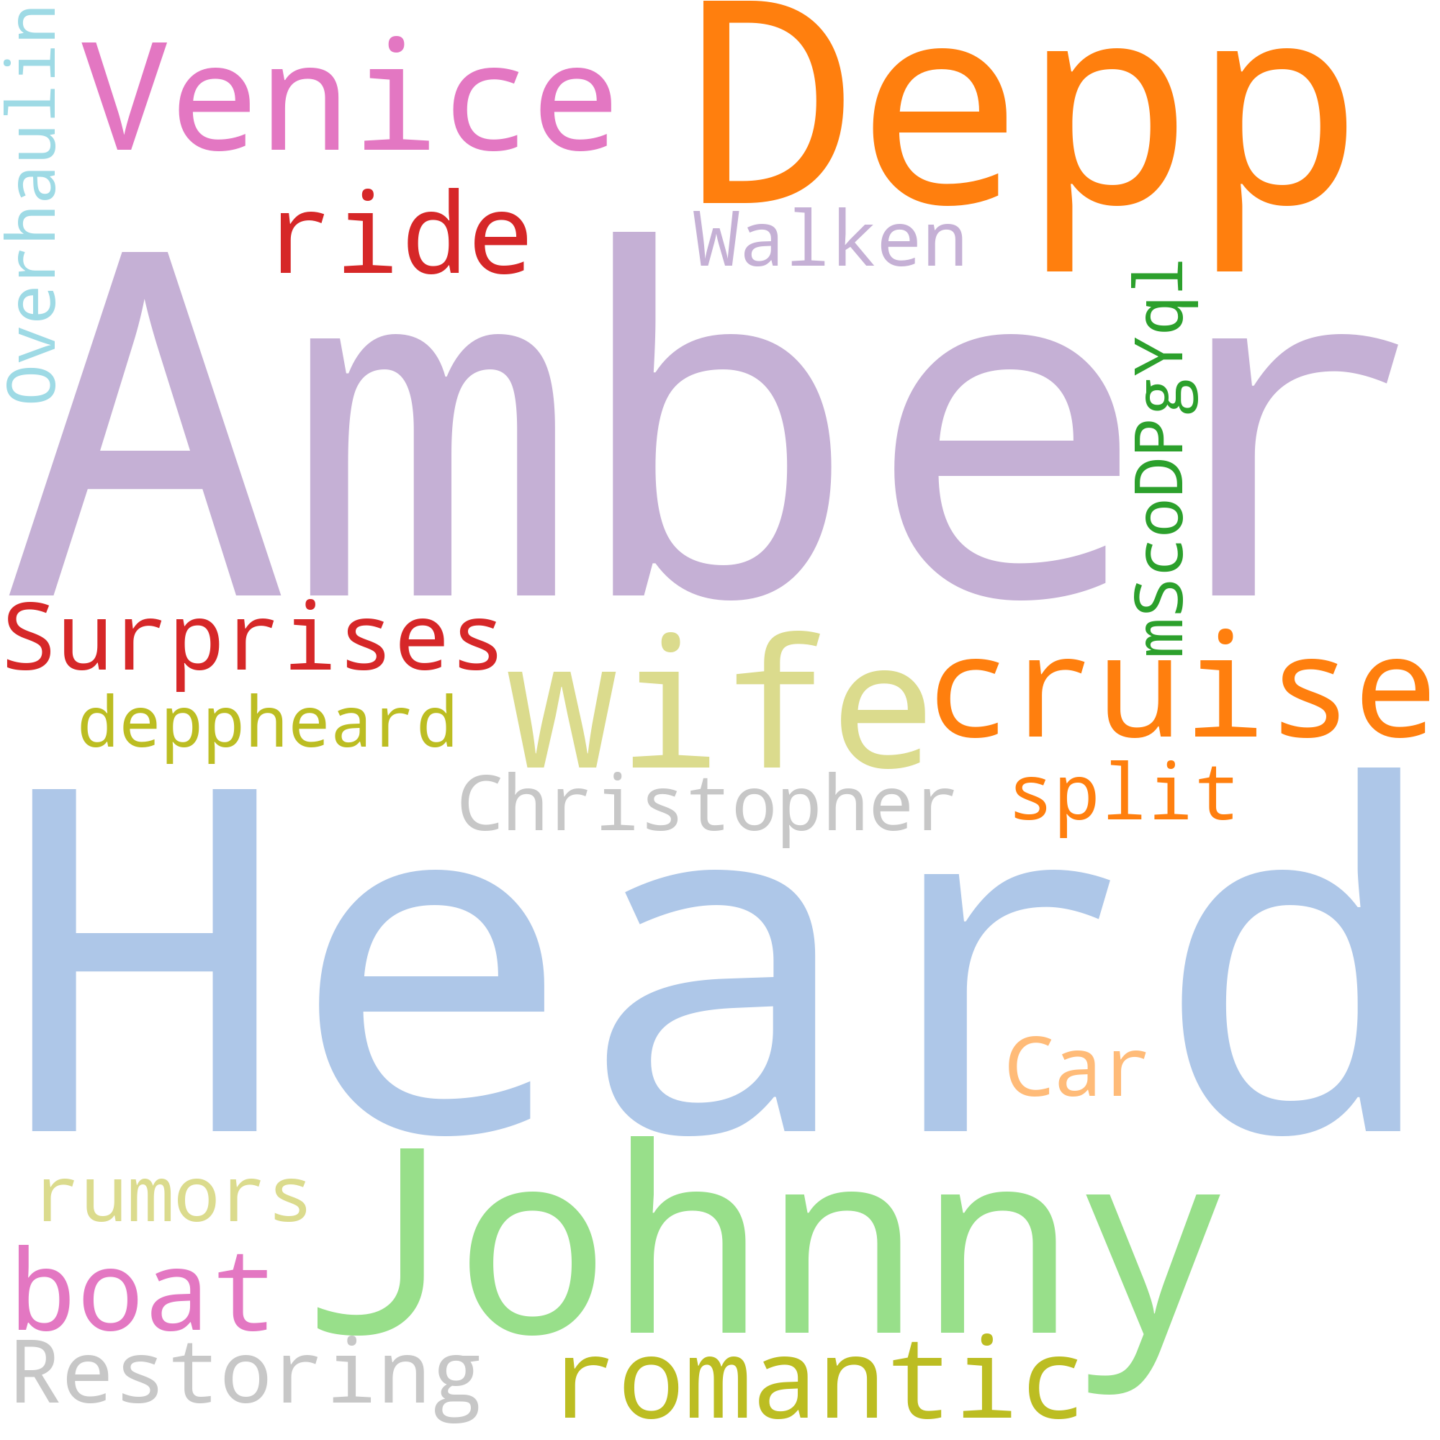 Overhaulin
Venice
Depp
ride
Walken
Amber
mScoDPgYql
Surprises
wife
cruise
deppheard
Christopher
split
Heard
Car
Johnny
rumors
boat
Restoring
romantic